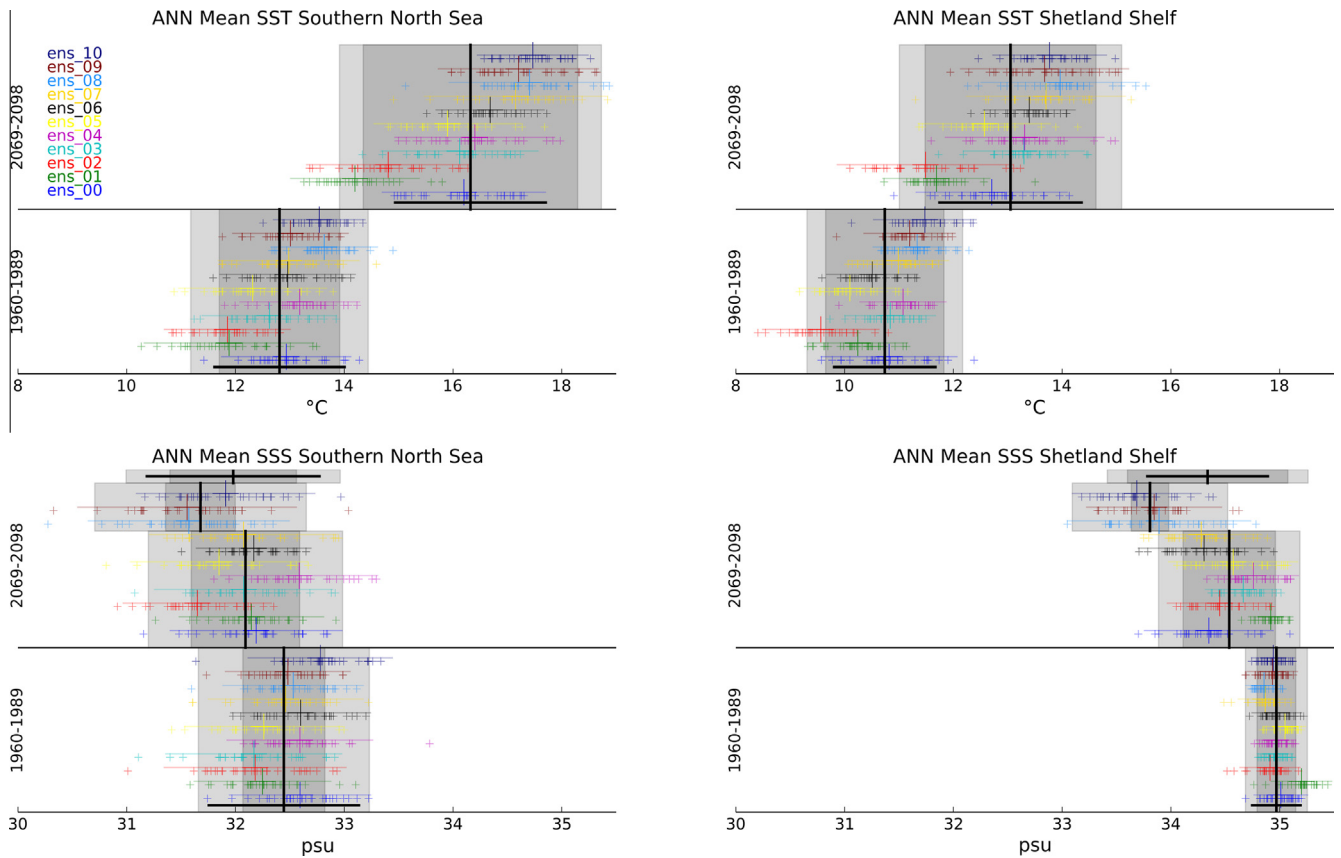 ANN Mean SST Southern North Sea
ens_10
ens_09
ens_08
ens_07
ens_06
ens_05
ens_04
ens_03
ens_02
ens_01
ens_00
2069-2098
1960-1989
8 10 12 14 16 18
°C
ANN Mean SST Shetland Shelf
2069-2098
1960-1989
8 10 12 14 16 18
°C
ANN Mean SSS Southern North Sea
2069-2098
1960-1989
30 31 32 33 34 35
psu
ANN Mean SSS Shetland Shelf
2069-2098
1960-1989
30 31 32 33 34 35
psu